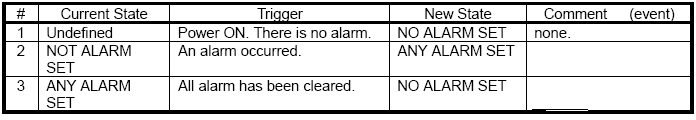 # Current State Trigger New State Comment (event)
1 Undefined Power ON. There is no alarm. NO ALARM SET none.
2 NOT ALARM SET An alarm occurred. ANY ALARM SET
3 ANY ALARM SET All alarm has been cleared. NO ALARM SET